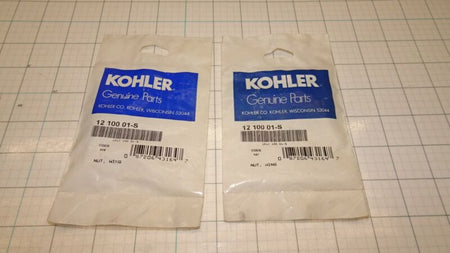 KOHLER
Genuine Parts
KOHLER CO. KOHLER, WISCONSIN 53044
12 100 01-S
NUT, WING
KOHLER
Genuine Parts
KOHLER CO. KOHLER, WISCONSIN 53044
12 100 01-S
NUT, WING